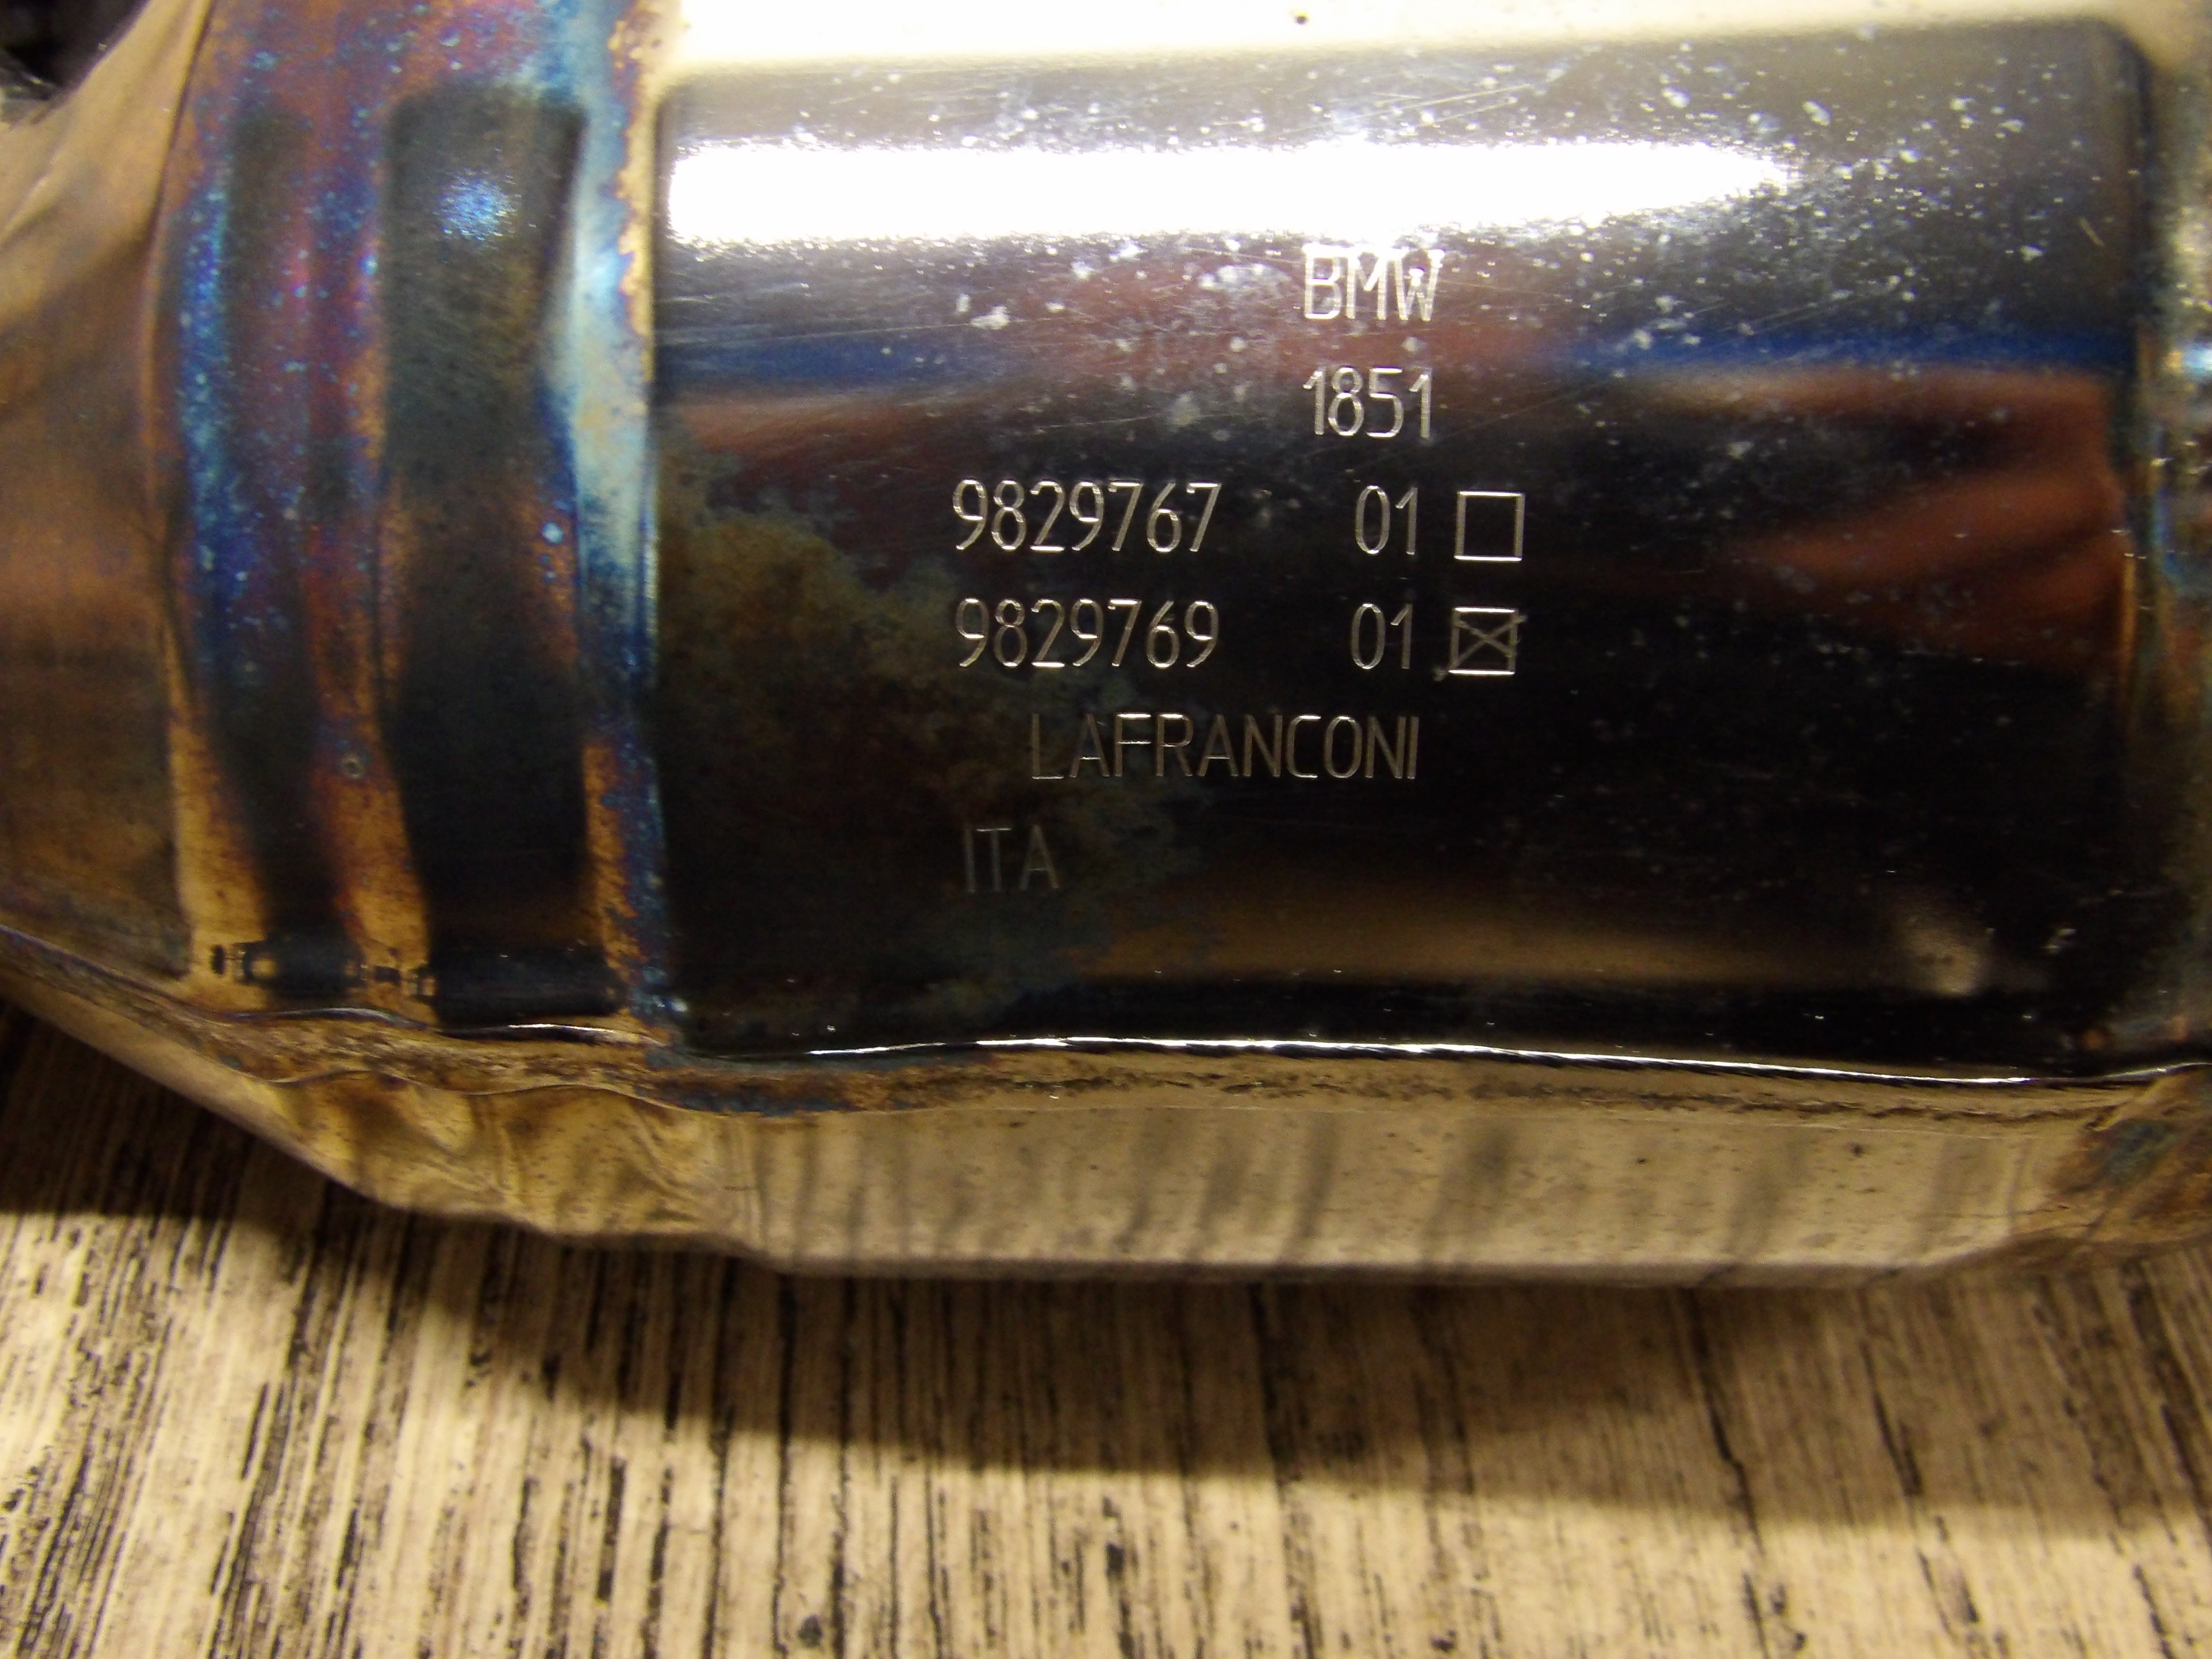 BMW
1851
9829767 01 ☐
9829769 01 ☒
LAFRANCONI
ITA